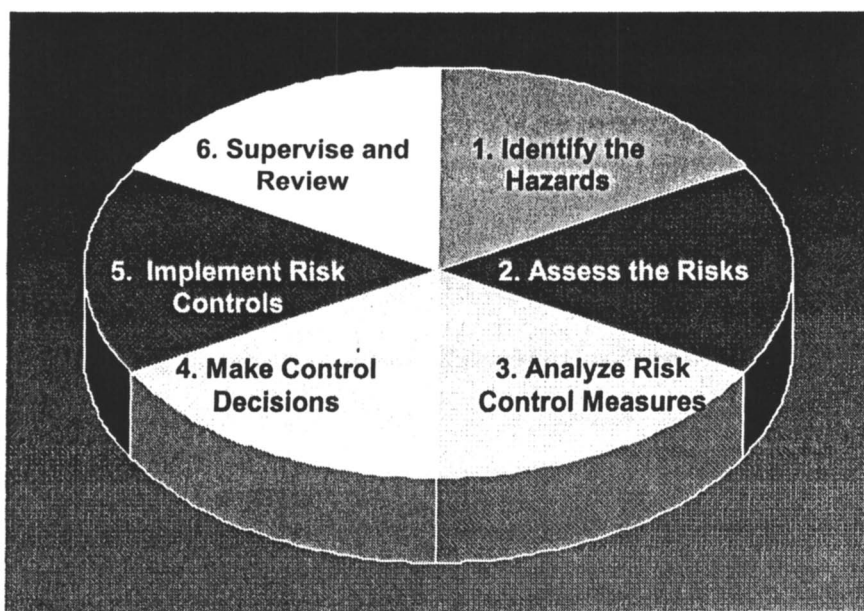 1. Identify the
Hazards
2. Assess the Risks
3. Analyze Risk
Control Measures
4. Make Control
Decisions
5. Implement Risk
Controls
6. Supervise and
Review